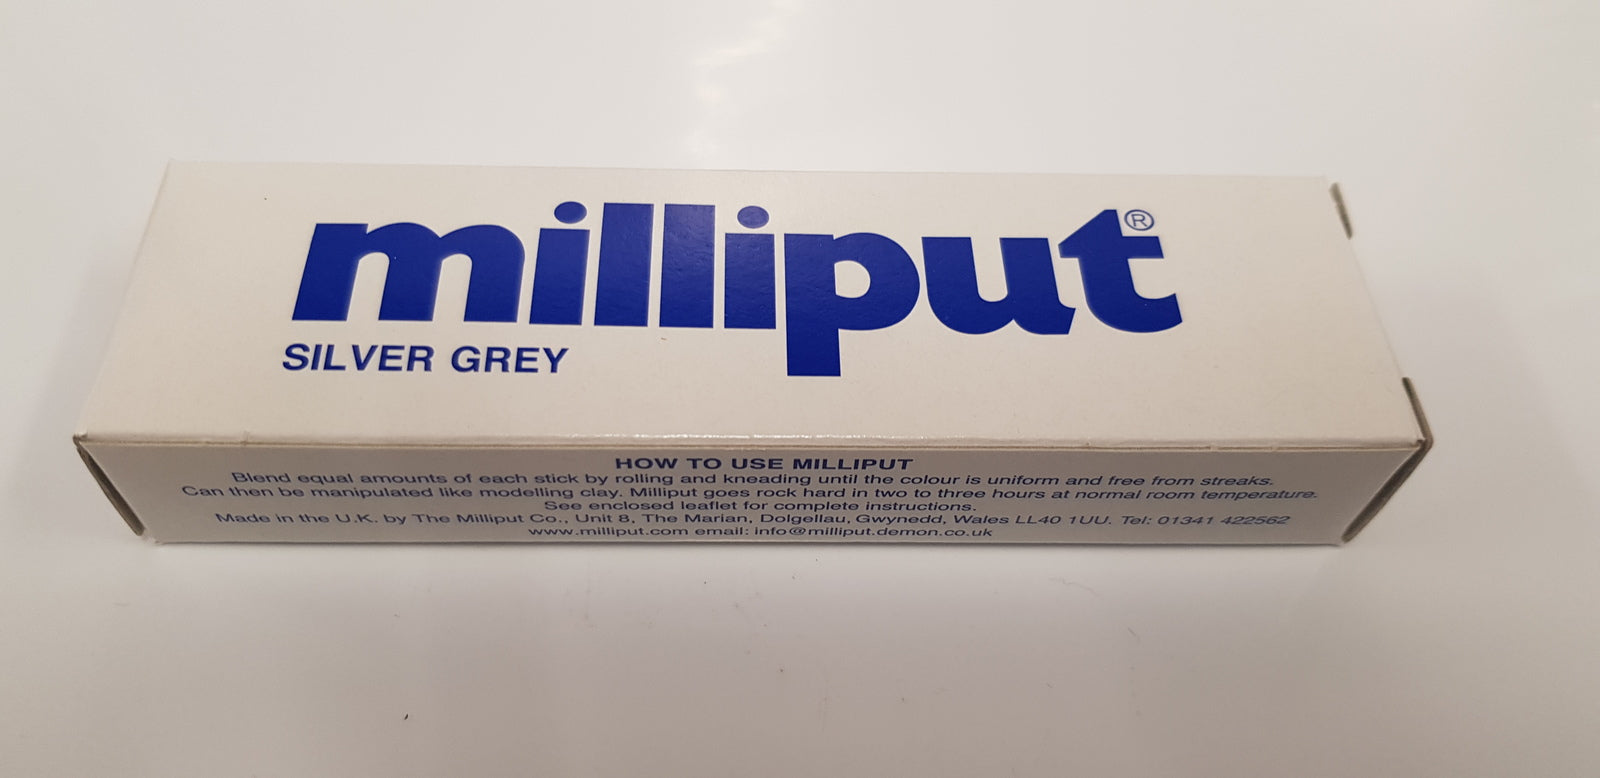 milliput®
SILVER GREY
HOW TO USE MILLIPUT
Blend equal amounts of each stick by rolling and kneading until the colour is uniform and free from streaks.
Can then be manipulated like modelling clay. Milliput goes rock hard in two to three hours at normal room temperature.
See enclosed leaflet for complete instructions.
Made in the U.K. by The Milliput Co., Unit 8, The Marian, Dolgellau, Gwynedd, Wales LL40 1UU. Tel: 01341 422562
www.milliput.com email: info@milliput.demon.co.uk